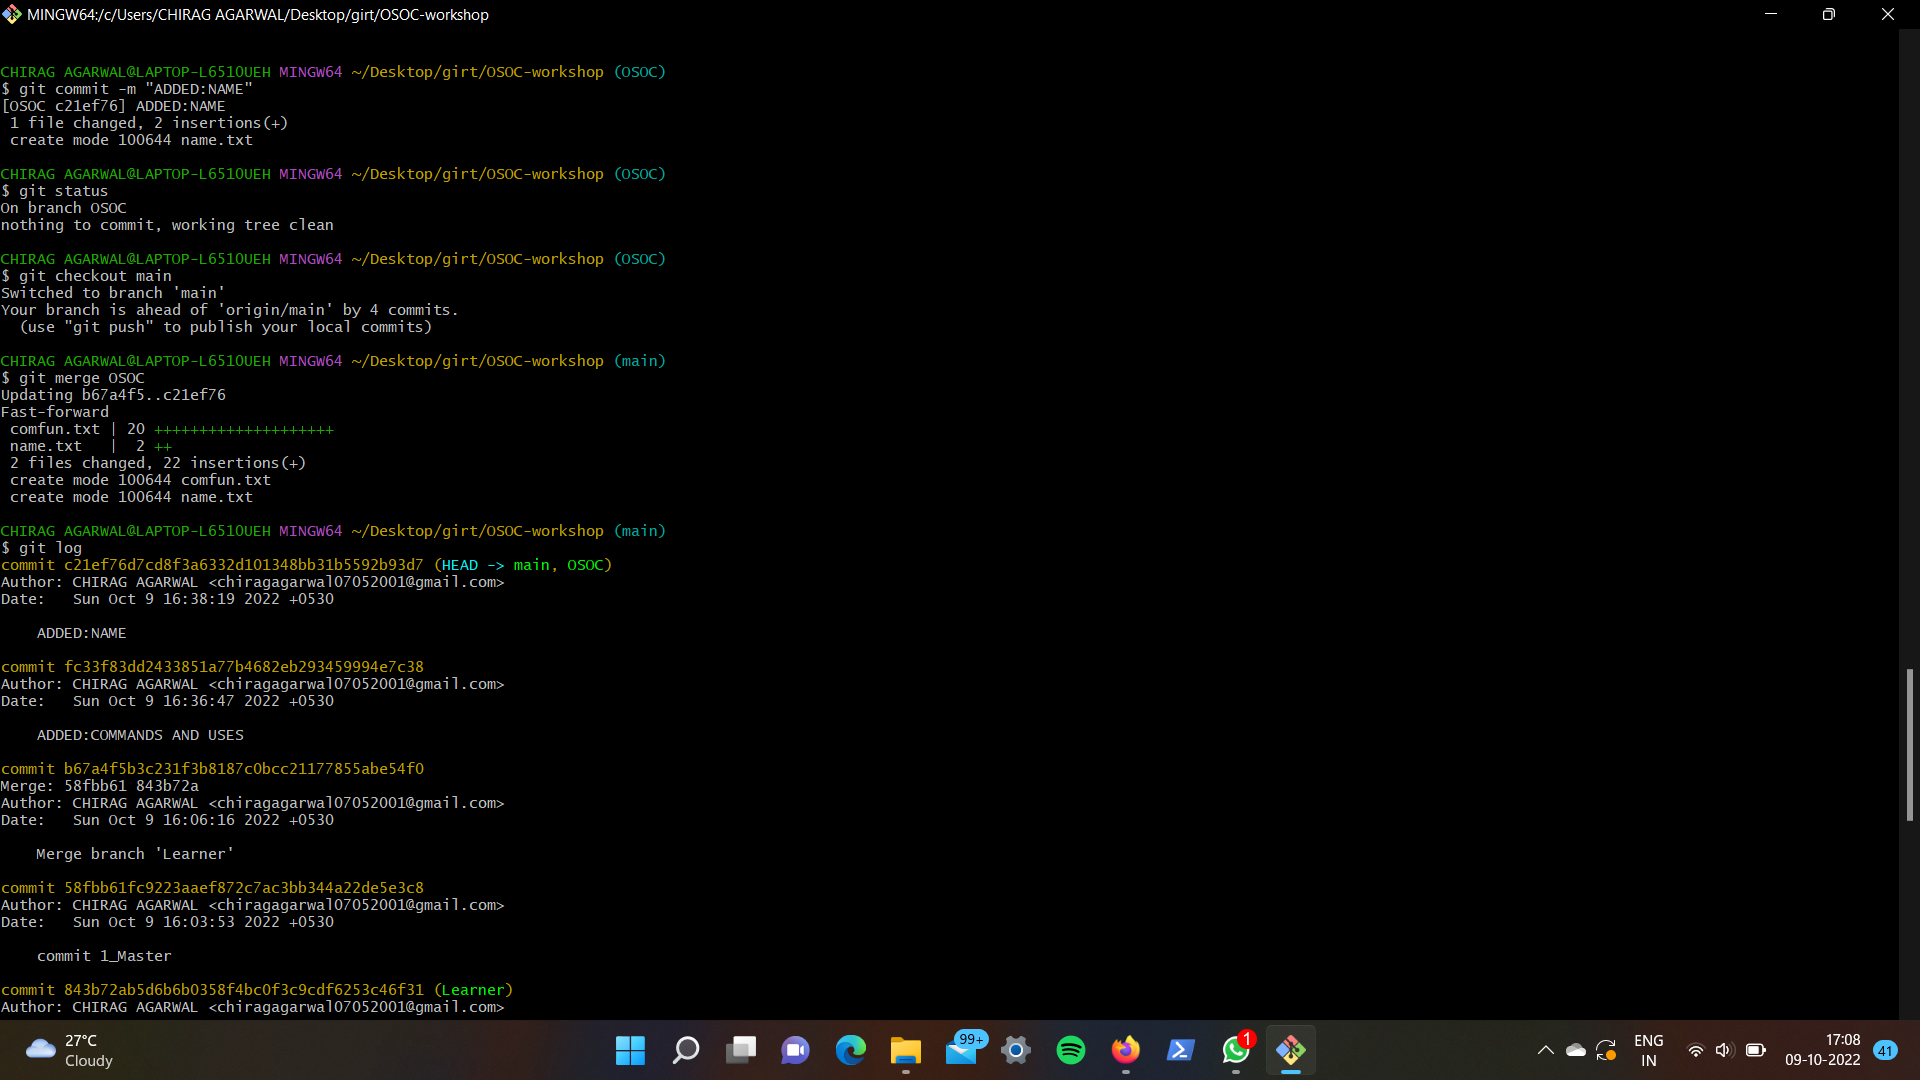 MINGW64:/c/Users/CHIRAG AGARWAL/Desktop/girt/OSOC-workshop
CHIRAG AGARWAL@LAPTOP-L651OUEH MINGW64 ~/Desktop/girt/OSOC-workshop (OSOC)
$ git commit -m "ADDED:NAME"
[OSOC c21ef76] ADDED:NAME
 1 file changed, 2 insertions(+)
 create mode 100644 name.txt
CHIRAG AGARWAL@LAPTOP-L651OUEH MINGW64 ~/Desktop/girt/OSOC-workshop (OSOC)
$ git status
On branch OSOC
nothing to commit, working tree clean
CHIRAG AGARWAL@LAPTOP-L651OUEH MINGW64 ~/Desktop/girt/OSOC-workshop (OSOC)
$ git checkout main
Switched to branch 'main'
Your branch is ahead of 'origin/main' by 4 commits.
  (use "git push" to publish your local commits)
CHIRAG AGARWAL@LAPTOP-L651OUEH MINGW64 ~/Desktop/girt/OSOC-workshop (main)
$ git merge OSOC
Updating b67a4f5..c21ef76
Fast-forward
 comfun.txt | 20 ++++++++++++++++++++
 name.txt   |  2 ++
 2 files changed, 22 insertions(+)
 create mode 100644 comfun.txt
 create mode 100644 name.txt
CHIRAG AGARWAL@LAPTOP-L651OUEH MINGW64 ~/Desktop/girt/OSOC-workshop (main)
$ git log
commit c21ef76d7cd8f3a6332d101348bb31b5592b93d7 (HEAD -> main, OSOC)
Author: CHIRAG AGARWAL <chiragagarwal07052001@gmail.com>
Date:   Sun Oct 9 16:38:19 2022 +0530
    ADDED:NAME
commit fc33f83dd2433851a77b4682eb293459994e7c38
Author: CHIRAG AGARWAL <chiragagarwal07052001@gmail.com>
Date:   Sun Oct 9 16:36:47 2022 +0530
    ADDED:COMMANDS AND USES
commit b67a4f5b3c231f3b8187c0bcc21177855abe54f0
Merge: 58fbb61 843b72a
Author: CHIRAG AGARWAL <chiragagarwal07052001@gmail.com>
Date:   Sun Oct 9 16:06:16 2022 +0530
    Merge branch 'Learner'
commit 58fbb61fc9223aaef872c7ac3bb344a22de5e3c8
Author: CHIRAG AGARWAL <chiragagarwal07052001@gmail.com>
Date:   Sun Oct 9 16:03:53 2022 +0530
    commit 1_Master
commit 843b72ab5d6b6b0358f4bc0f3c9cdf6253c46f31 (Learner)
Author: CHIRAG AGARWAL <chiragagarwal07052001@gmail.com>
27°C
Cloudy
99+
1
ENG
IN
17:08
09-10-2022
41